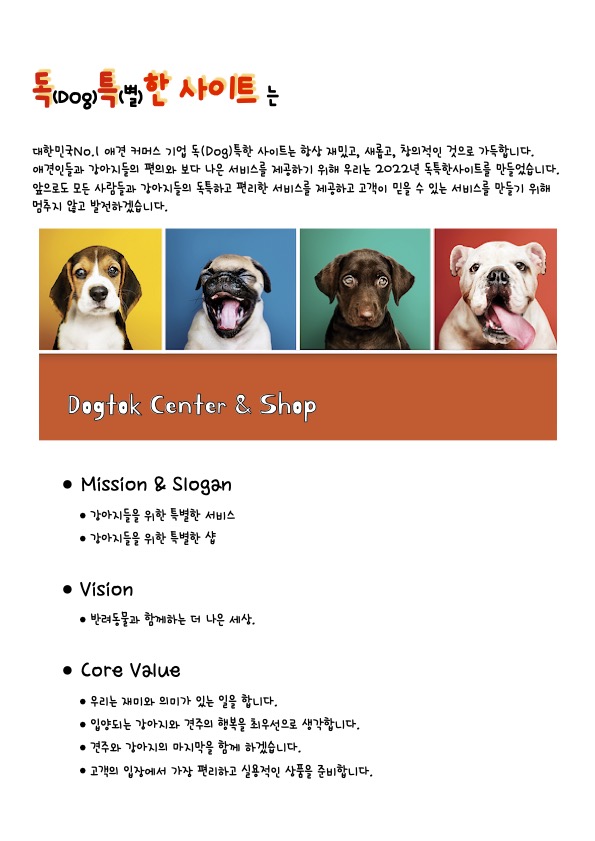 독(Dog)특(별)한 사이트 는
대한민국No.1 애견 커머스 기업 독(Dog)특한 사이트는 항상 재밌고, 새롭고, 창의적인 것으로 가득합니다.
애견인들과 강아지들의 편의와 보다 나은 서비스를 제공하기 위해 우리는 2022년 독특한사이트를 만들었습니다.
앞으로도 모든 사람들과 강아지들의 독특하고 편리한 서비스를 제공하고 고객이 믿을 수 있는 서비스를 만들기 위해
멈추지 않고 발전하겠습니다.
Dogtok Center & Shop
• Mission & Slogan
• 강아지들을 위한 특별한 서비스
• 강아지들을 위한 특별한 샵
• Vision
• 반려동물과 함께하는 더 나은 세상.
• Core Value
• 우리는 재미와 의미가 있는 일을 합니다.
• 입양되는 강아지와 견주의 행복을 최우선으로 생각합니다.
• 견주와 강아지의 마지막을 함께 하겠습니다.
• 고객의 입장에서 가장 편리하고 실용적인 상품을 준비합니다.